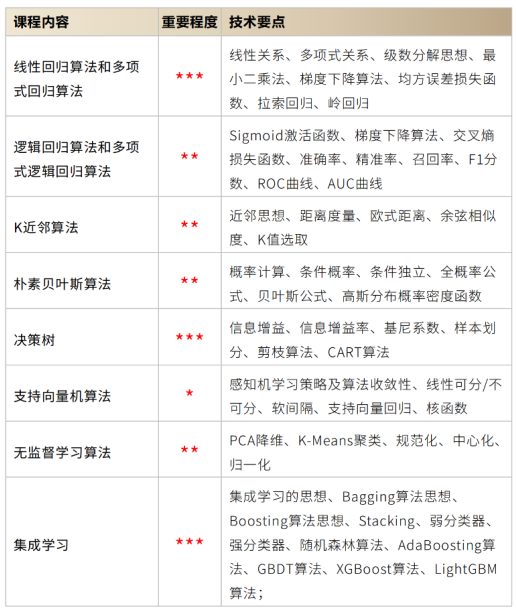 课程内容 重要程度 技术要点
线性回归算法和多项
式回归算法
***
线性关系、多项式关系、级数分解思想、最
小二乘法、梯度下降算法、均方误差损失函
数、拉索回归、岭回归
逻辑回归算法和多项
式逻辑回归算法
**
Sigmoid激活函数、梯度下降算法、交叉熵
损失函数、准确率、精准率、召回率、F1分
数、ROC曲线、AUC曲线
K近邻算法
**
近邻思想、距离度量、欧式距离、余弦相似
度、K值选取
朴素贝叶斯算法
**
概率计算、条件概率、条件独立、全概率公
式、贝叶斯公式、高斯分布概率密度函数
决策树
***
信息增益、信息增益率、基尼系数、样本划
分、剪枝算法、CART算法
支持向量机算法
*
感知机学习策略及算法收敛性、线性可分/不
可分、软间隔、支持向量回归、核函数
无监督学习算法
**
PCA降维、K-Means聚类、规范化、中心化、
归一化
集成学习
***
集成学习的思想、Bagging算法思想、
Boosting算法思想、Stacking、弱分类器、
强分类器、随机森林算法、AdaBoosting算
法、GBDT算法、XGBoost算法、LightGBM
算法；